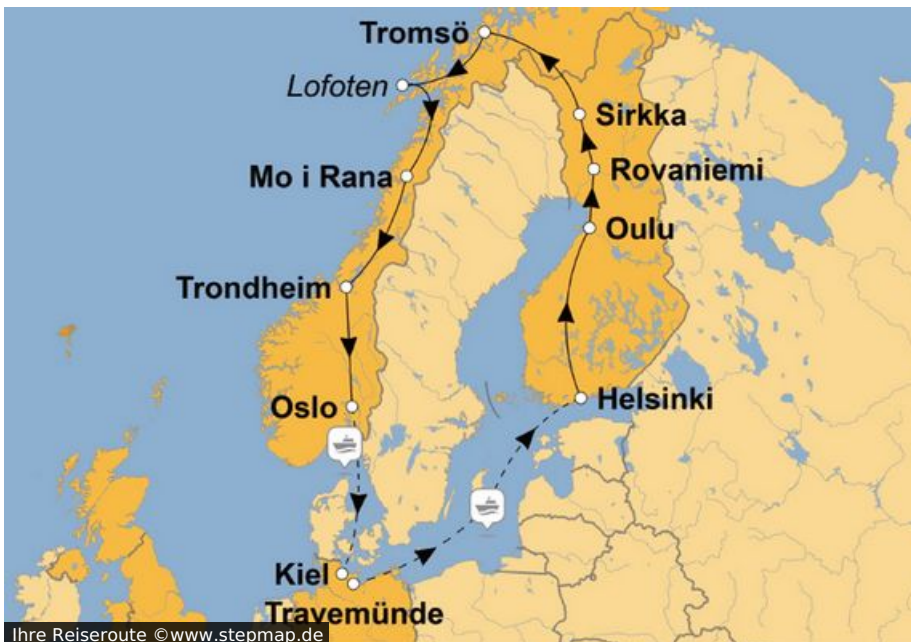 Tromsö
Lofoten
Sirkka
Mo i Rana
Rovaniemi
Oulu
Trondheim
Helsinki
Oslo
Kiel
Travemünde
Ihre Reiseroute ©www.stepmap.de